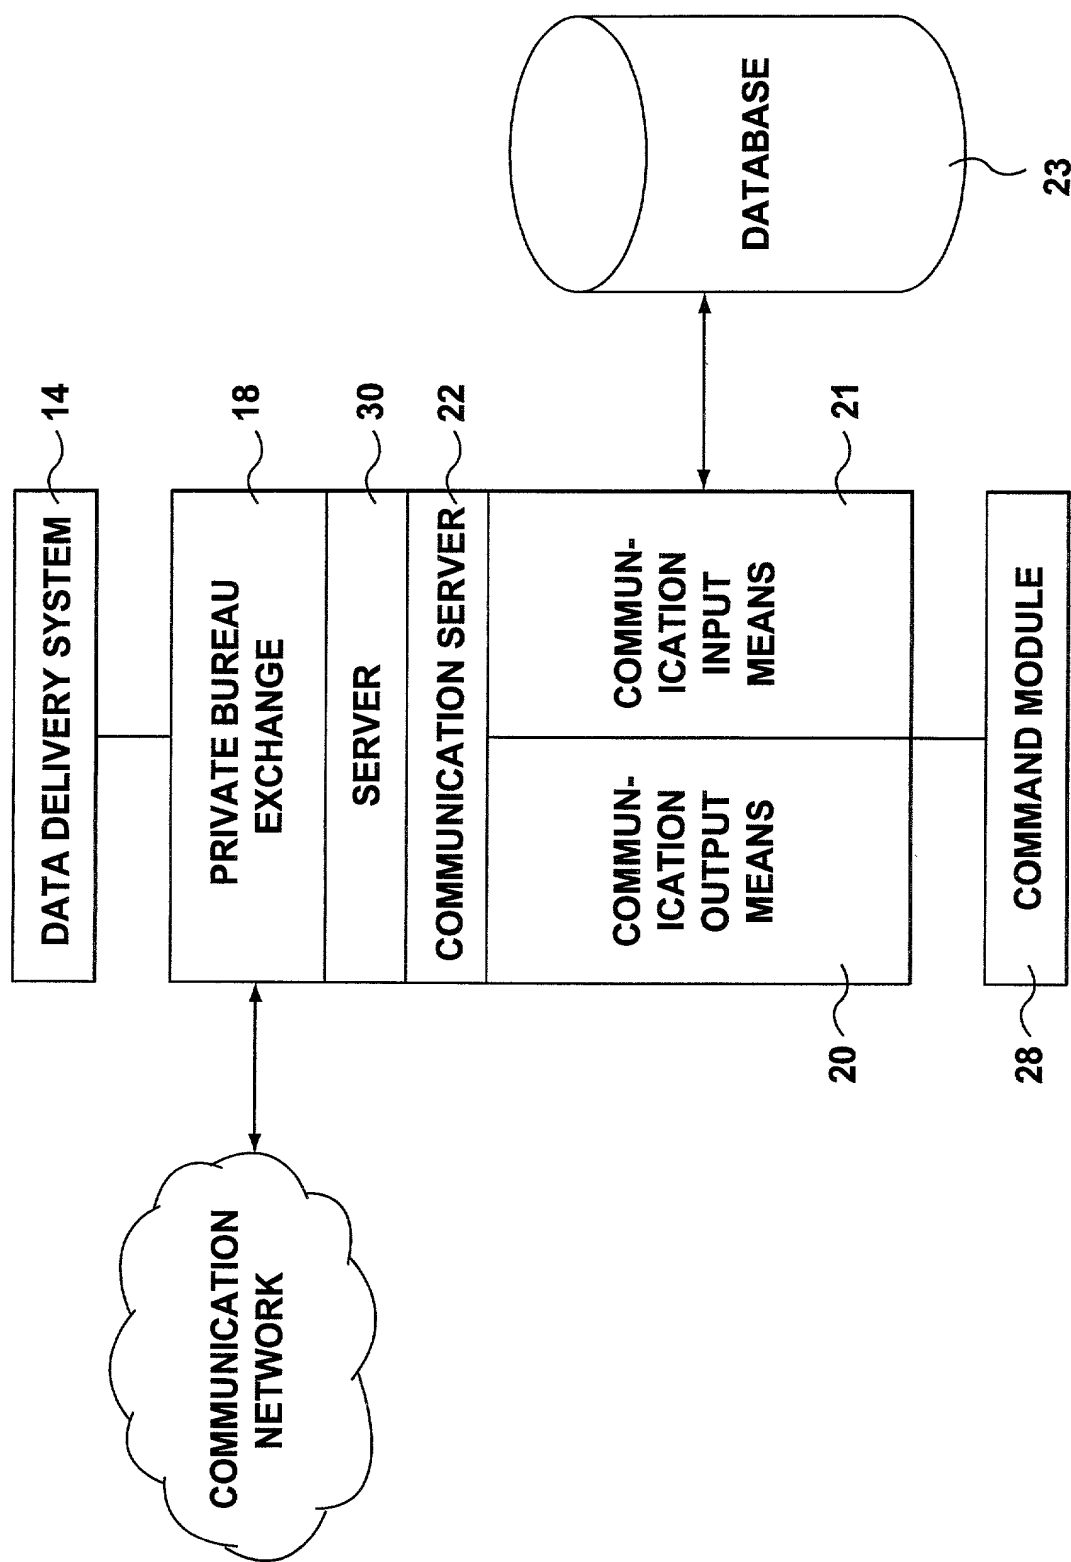 DATA DELIVERY SYSTEM
14
PRIVATE BUREAU
EXCHANGE
18
SERVER
30
COMMUNICATION SERVER
22
COMMUN-
ICATION
OUTPUT
MEANS
20
COMMUN-
ICATION
INPUT
MEANS
21
COMMAND MODULE
28
COMMUNICATION
NETWORK
DATABASE
23